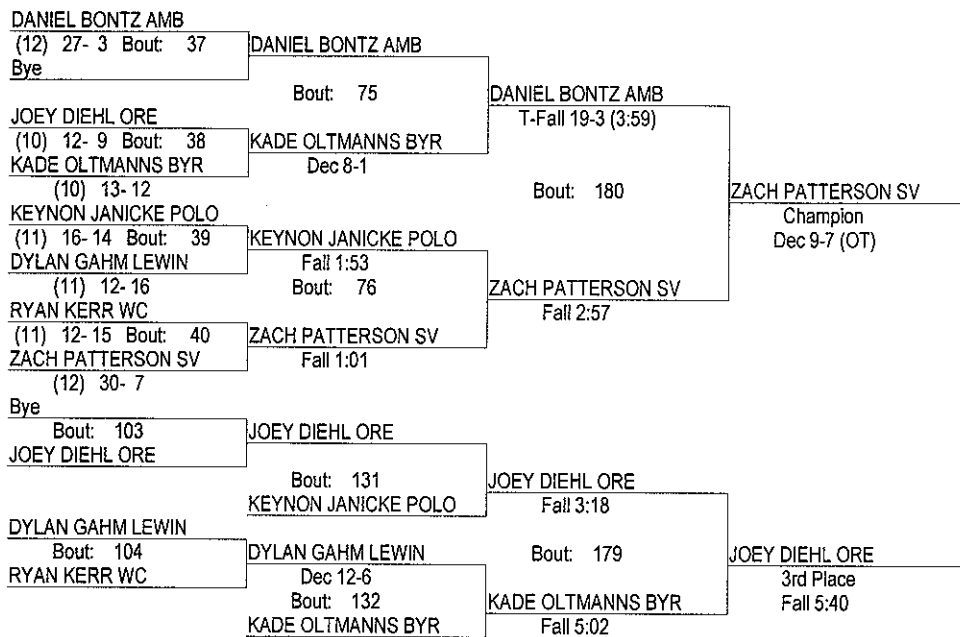 DANIEL BONTZ AMB
(12) 27- 3 Bout: 37
Bye
DANIEL BONTZ AMB
Bout: 75
JOEY DIEHL ORE
(10) 12- 9 Bout: 38
KADE OLTMANNS BYR
(10) 13- 12
KADE OLTMANNS BYR
Dec 8-1
DANIEL BONTZ AMB
T-Fall 19-3 (3:59)
Bout: 180
KEYNON JANICKE POLO
(11) 16- 14 Bout: 39
DYLAN GAHM LEWIN
(11) 12- 16
KEYNON JANICKE POLO
Fall 1:53
Bout: 76
RYAN KERR WC
(11) 12- 15 Bout: 40
ZACH PATTERSON SV
(12) 30- 7
ZACH PATTERSON SV
Fall 1:01
ZACH PATTERSON SV
Fall 2:57
ZACH PATTERSON SV
Champion
Dec 9-7 (OT)
Bye
Bout: 103
JOEY DIEHL ORE
JOEY DIEHL ORE
Bout: 131
KEYNON JANICKE POLO
JOEY DIEHL ORE
Fall 3:18
Bout: 179
DYLAN GAHM LEWIN
Bout: 104
RYAN KERR WC
DYLAN GAHM LEWIN
Dec 12-6
Bout: 132
KADE OLTMANNS BYR
KADE OLTMANNS BYR
Fall 5:02
JOEY DIEHL ORE
3rd Place
Fall 5:40